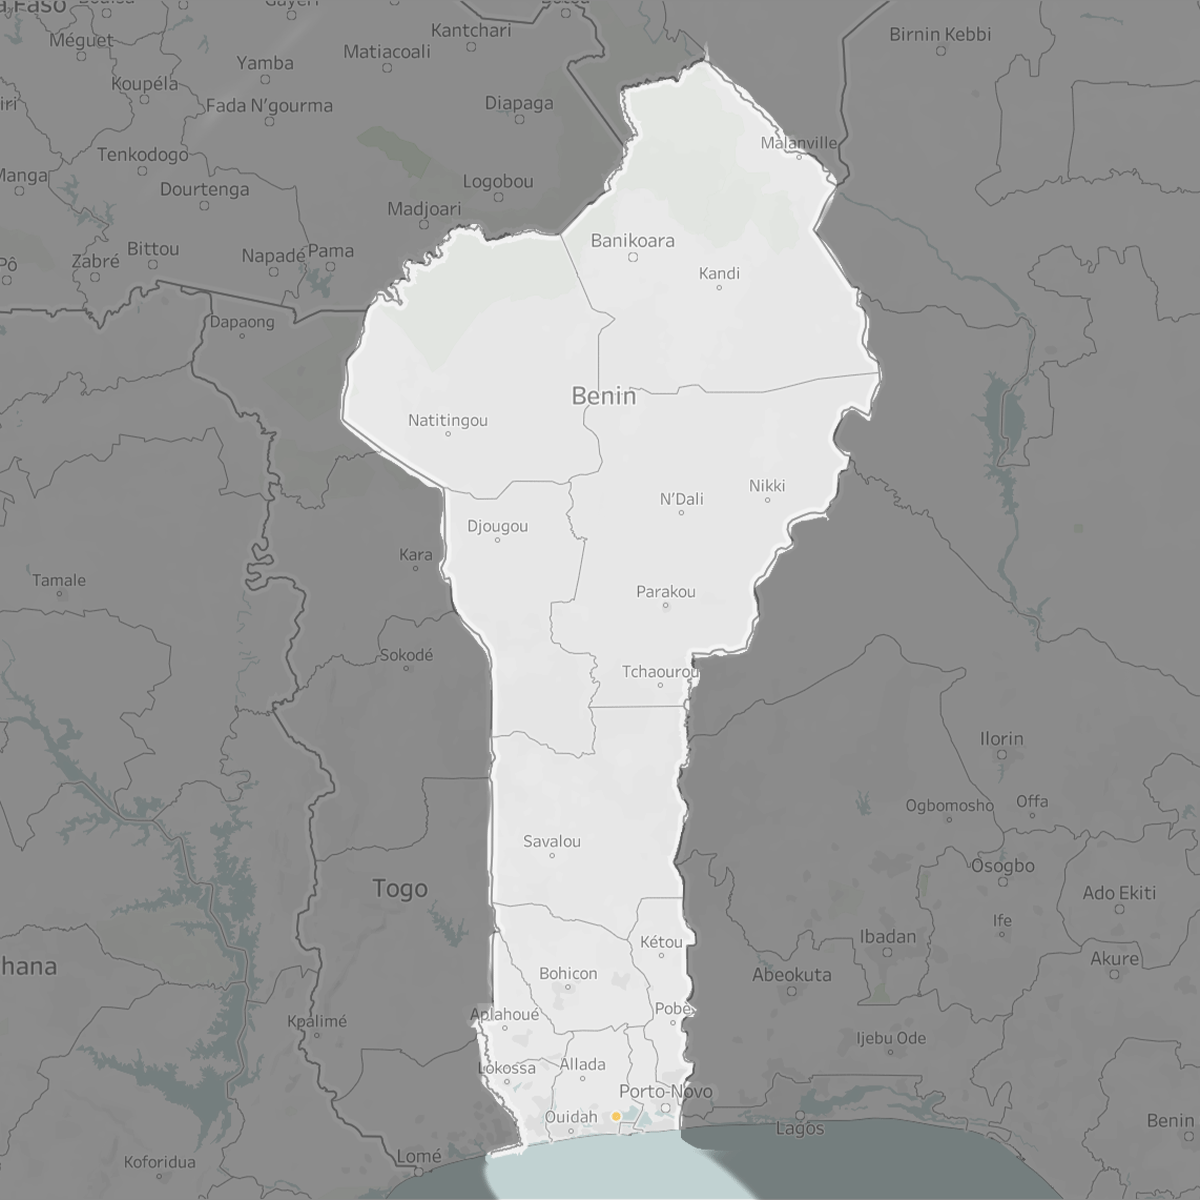 Kantchari
Birnin Kebbi
Méguet
Matiacoali
Yamba
Koupéla
Diapaga
Fada N'gourma
Malanville
Tenkodogo
Manga
Logobou
Dourtenga
Madjoari
Banikoara
Bittou
Pama
Napadé
Zabré
Pô
Kandi
Dapaong
Benin
Natitingou
Nikki
N'Dali
Djougou
Kara
Tamale
Parakou
Sokodé
Tchaourou
Ilorin
Offa
Ogbomosho
Savalou
Osogbo
Togo
Ado Ekiti
Ife
Ibadan
Kétou
Akure
hana
Bohicon
Abeokuta
Pobè
Aplahoué
Kpalimé
Ijebu Ode
Allada
Lokossa
Porto-Novo
Ouidah
Benin
Lagos
Lomé
Koforidua